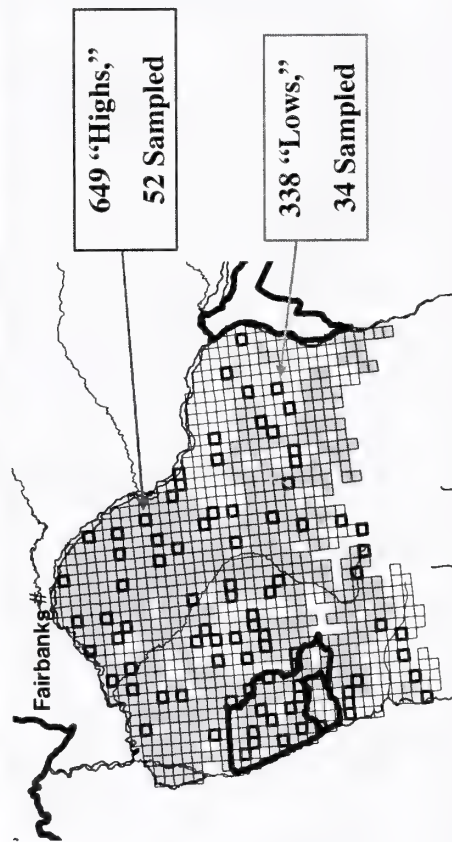 Fairbanks #
649 “Highs,”
52 Sampled
338 “Lows,”
34 Sampled